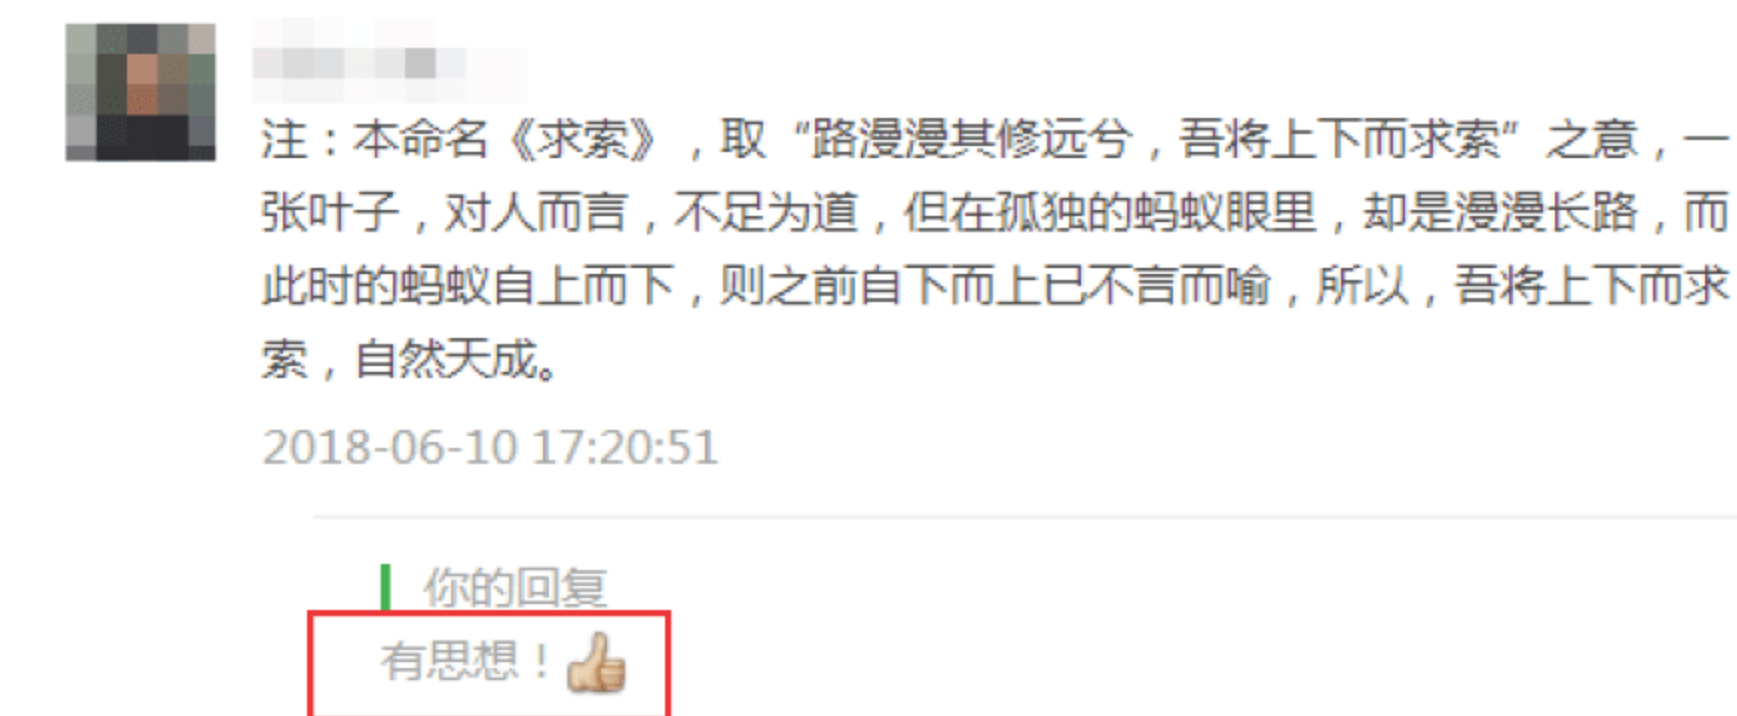 注：本命名《求索》，取“路漫漫其修远兮，吾将上下而求索”之意，一
张叶子，对人而言，不足为道，但在孤独的蚂蚁眼里，却是漫漫长路，而
此时的蚂蚁自上而下，则之前自下而上已不言而喻，所以，吾将上下而求
索，自然天成。
2018-06-10 17:20:51
你的回复
有思想！👍